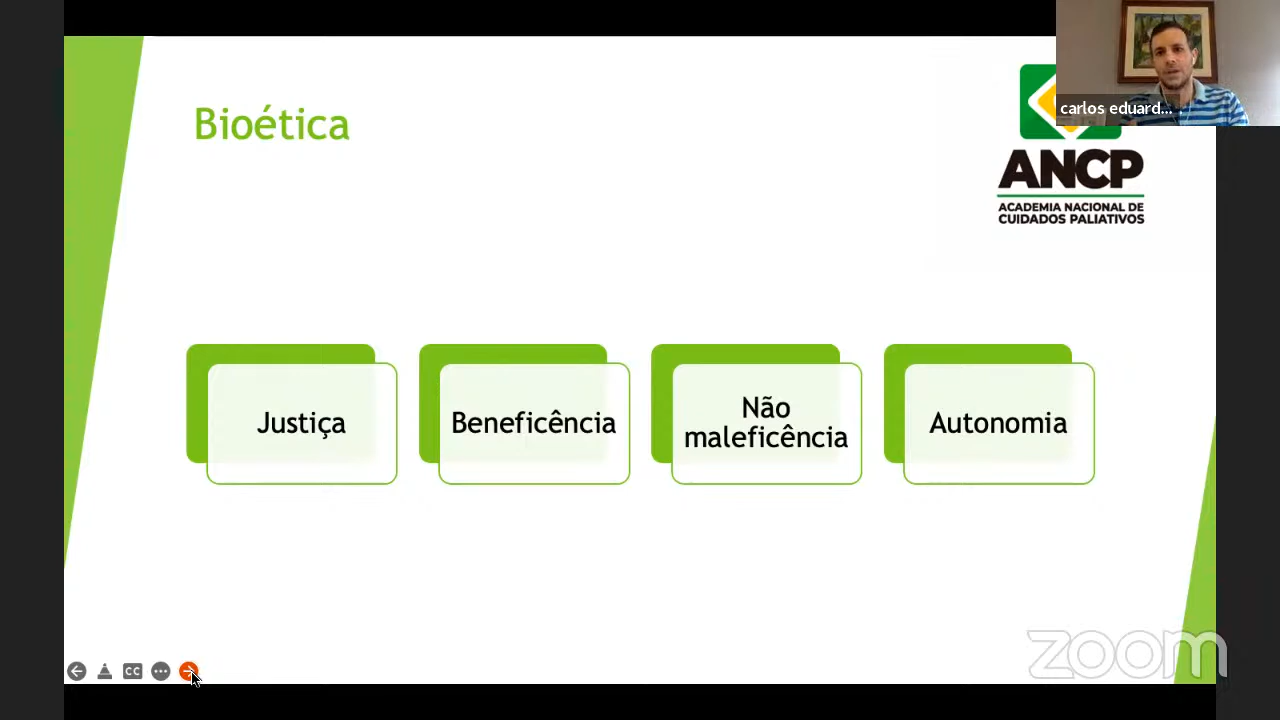 Bioética
carlos eduard...
ANCP
ACADEMIA NACIONAL DE
CUIDADOS PALIATIVOS
Justiça
Beneficência
Não
maleficência
Autonomia
CC
zoom